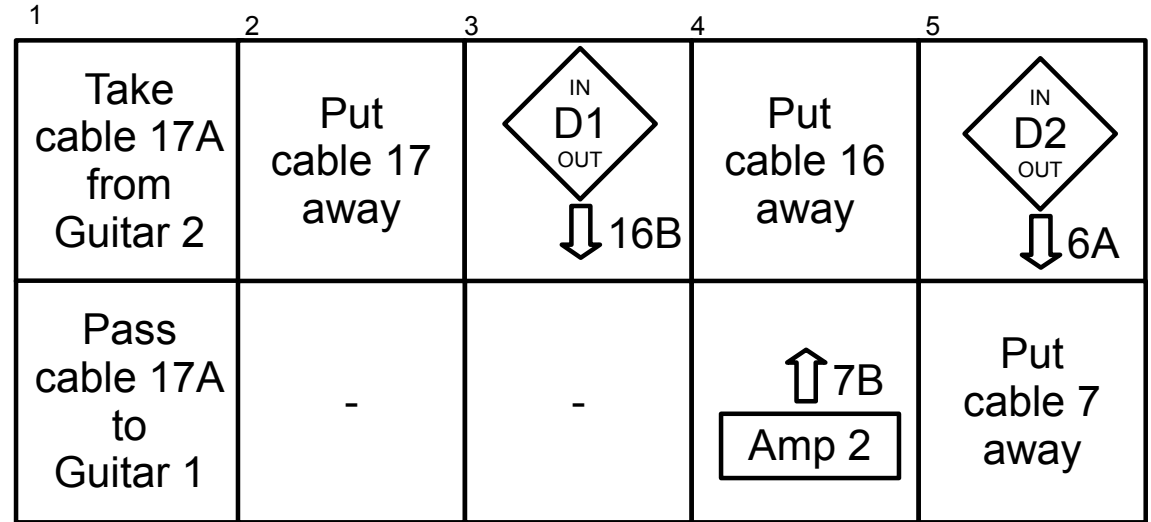 1
2
3
4
5
Take
cable 17A
from
Guitar 2
Put
cable 17
away
IN
D1
OUT
16B
Put
cable 16
away
IN
D2
OUT
6A
Pass
cable 17A
to
Guitar 1
-
-
7B
Amp 2
Put
cable 7
away